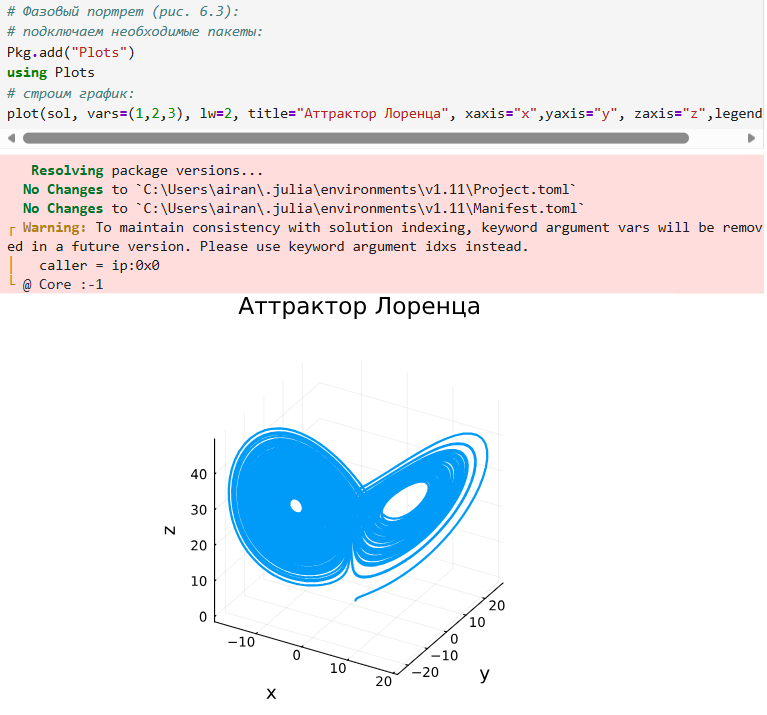 # Фазовый портрет (рис. 6.3):
# подключаем необходимые пакеты:
Pkg.add("Plots")
using Plots
# строим график:
plot(sol, vars=(1,2,3), lw=2, title="Аттрактор Лоренца", xaxis="x",yaxis="y", zaxis="z",legend
Resolving package versions...
No Changes to `C:\Users\airan\.julia\environments\v1.11\Project.toml`
No Changes to `C:\Users\airan\.julia\environments\v1.11\Manifest.toml`
┌ Warning: To maintain consistency with solution indexing, keyword argument vars will be remov
ed in a future version. Please use keyword argument idxs instead.
│   caller = ip:0x0
└ @ Core :-1
Аттрактор Лоренца
40
30
z
20
10
0
-10
0
10
20
x
20
10
0
-10
-20
y